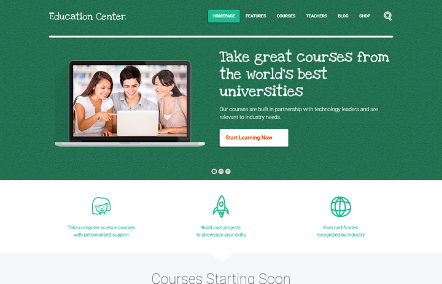 Education Center.
HOMEPAGE FEATURES COURSES TEACHERS BLOG SHOP
Take great courses from
the world's best
universities
Our courses are built in partnership with technology leaders and are
relevant to industry needs.
Start Learning Now
Take computer science courses
with personalized support
Build cool projects
to showcase your skills
Earn certificates
recognized by industry
Courses Starting Soon